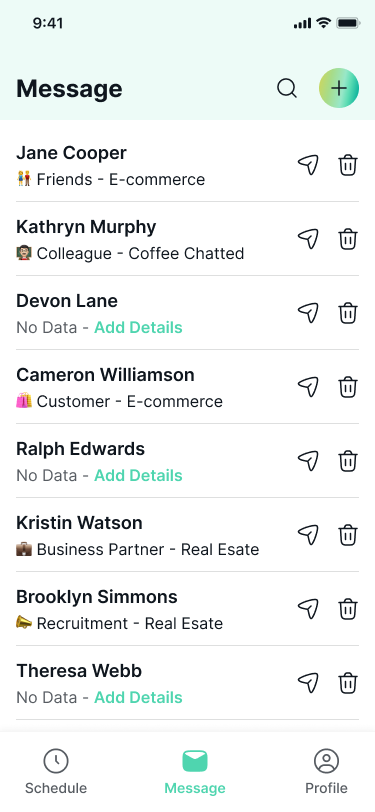 9:41
Message
Jane Cooper
Friends - E-commerce
Kathryn Murphy
Colleague - Coffee Chatted
Devon Lane
No Data - Add Details
Cameron Williamson
Customer - E-commerce
Ralph Edwards
No Data - Add Details
Kristin Watson
Business Partner - Real Esate
Brooklyn Simmons
Recruitment - Real Esate
Theresa Webb
No Data - Add Details
Schedule Message Profile